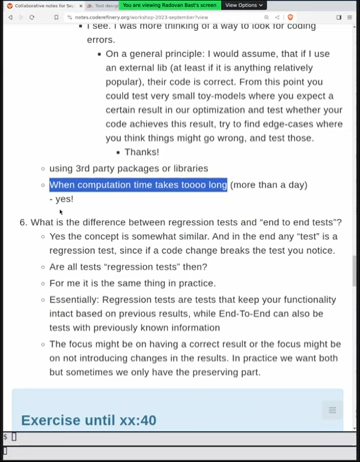 Collaborative notes for Se
You are viewing Radovan Bast's screen
View Options
notes.coderefinery.org/workshop-2023-september?view
I see. I was more thinking of a way to look for coding
errors.
On a general principle: I would assume, that if I use
an external lib (at least if it is anything relatively
popular), their code is correct. From this point you
could test very small toy-models where you expect a
certain result in our optimization and test whether your
code achieves this result, try to find edge-cases where
you think things might go wrong, and test those.
Thanks!
using 3rd party packages or libraries
When computation time takes toooo long (more than a day)
- yes!
6. What is the difference between regression tests and “end to end tests”?
Yes the concept is somewhat similar. And in the end any “test” is a
regression test, since if a code change breaks the test you notice.
Are all tests “regression tests” then?
For me it is the same thing in practice.
Essentially: Regression tests are tests that keep your functionality
intact based on previous results, while End-To-End can also be
tests with previously known information
The focus might be on having a correct result or the focus might be
on not introducing changes in the results. In practice we want both
but sometimes we only have the preserving part.
Exercise until xx:40